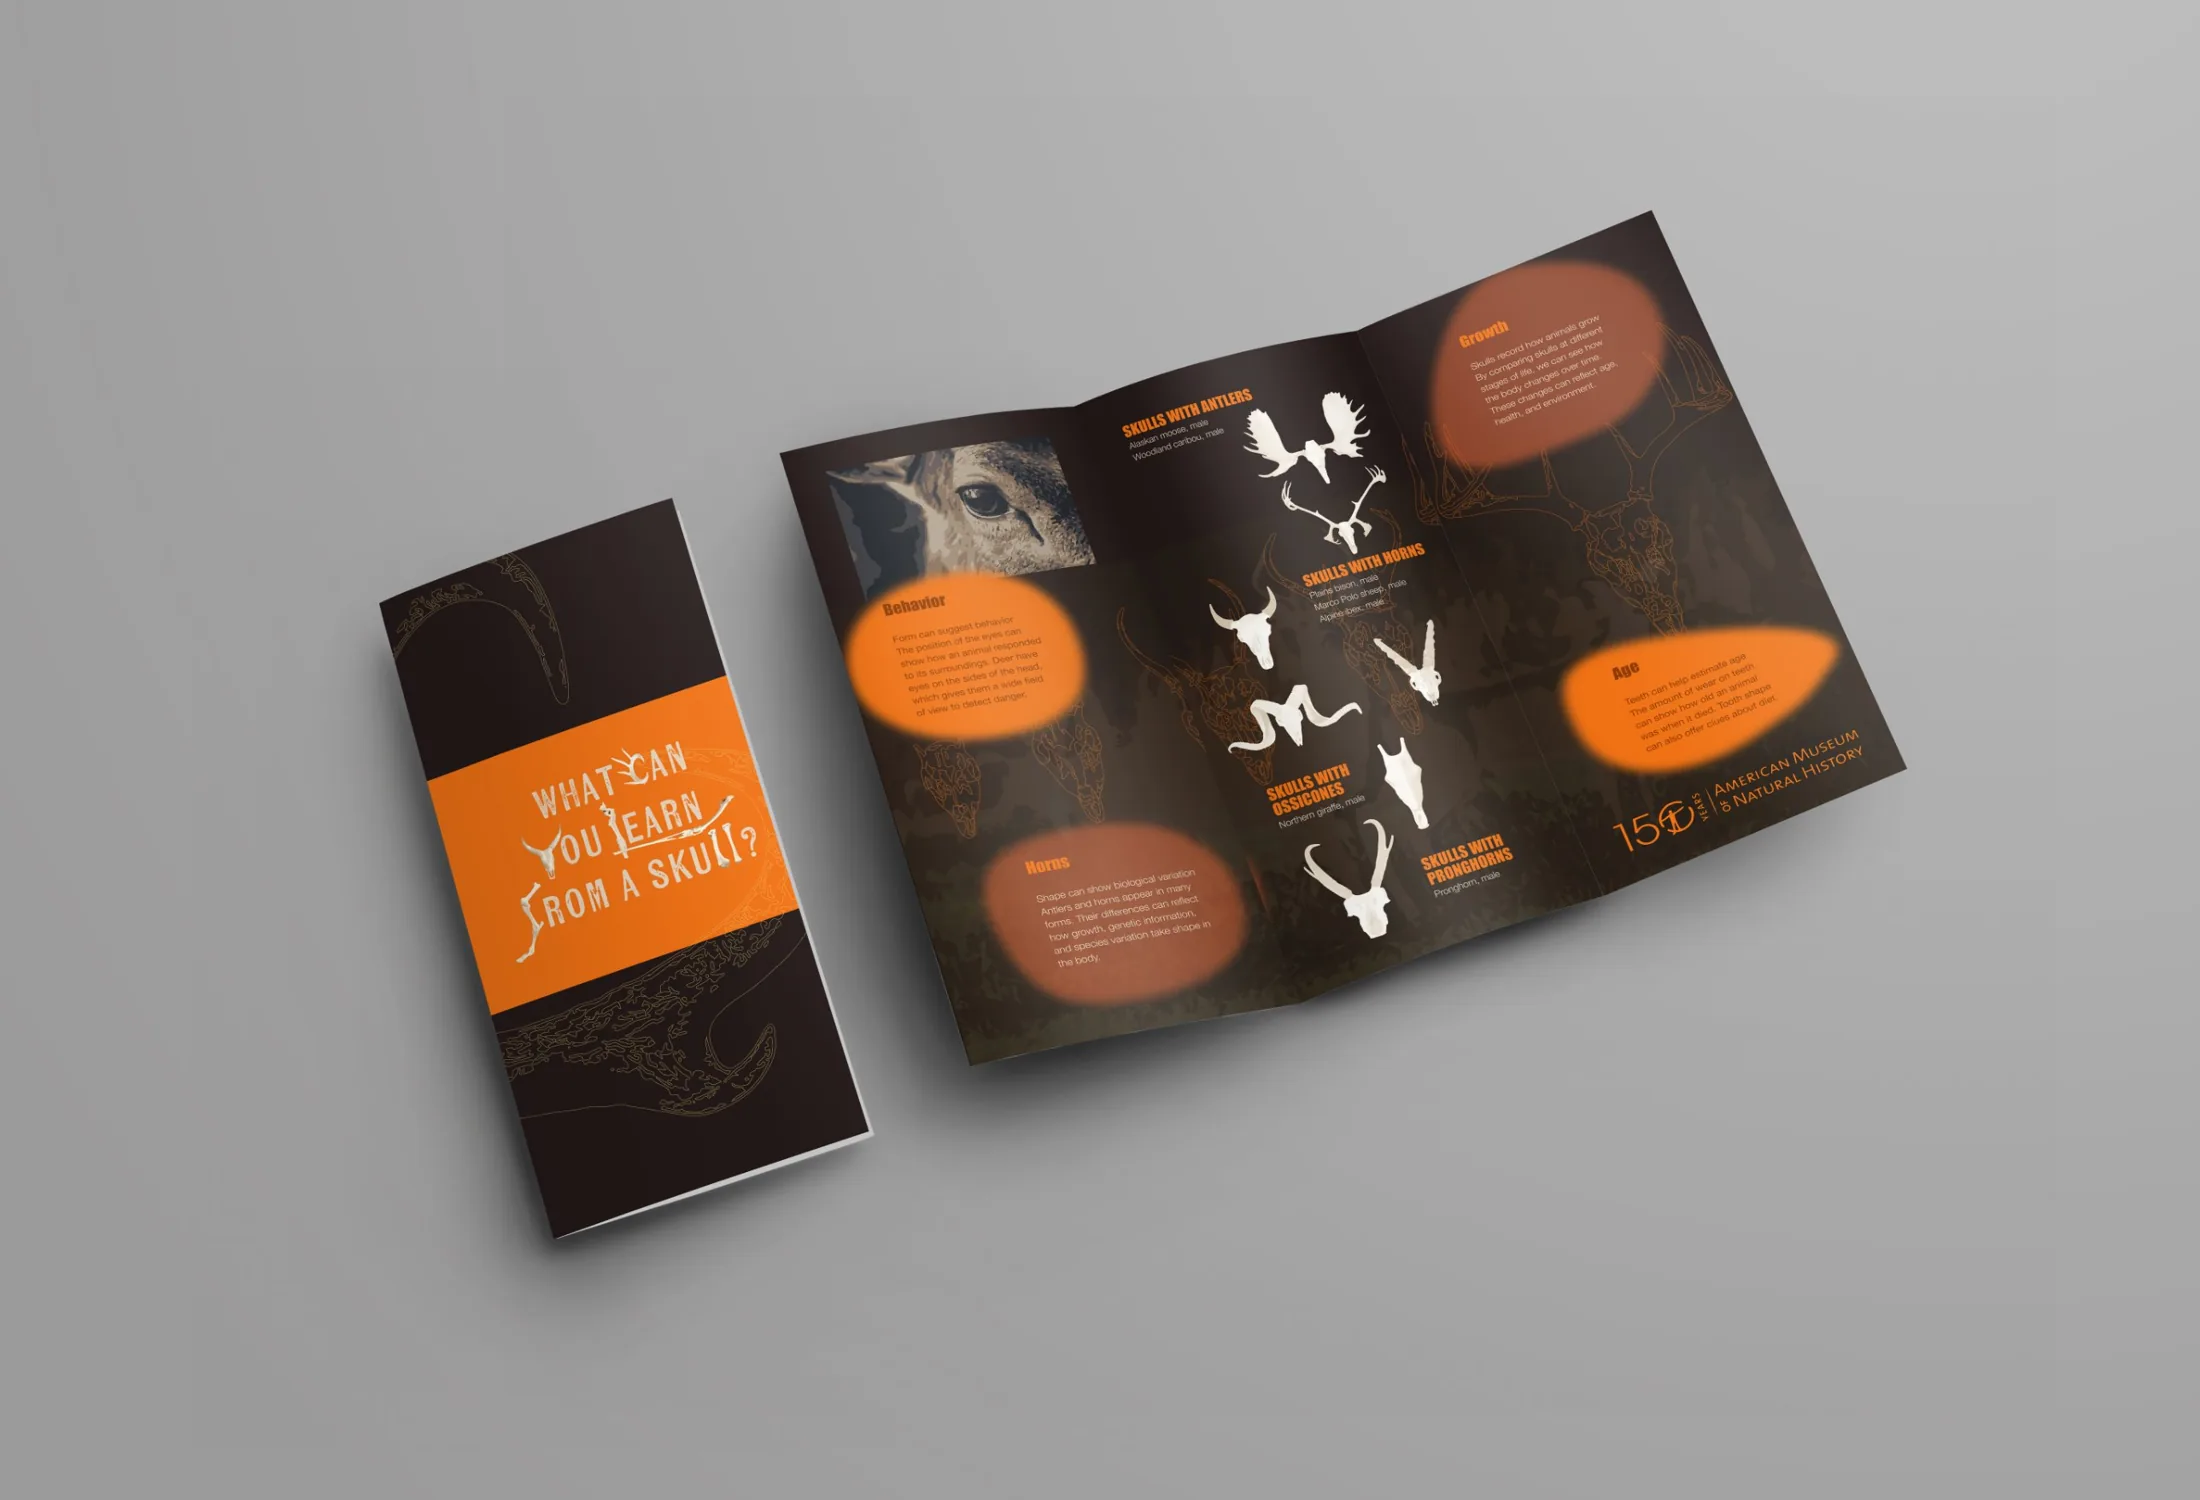 WHAT CAN
YOU LEARN
FROM A SKULL?
Behavior
Form can suggest behavior
The position of the eyes can
show how an animal responded
to its surroundings. Deer have
eyes on the sides of the head,
which gives them a wide field
of view to detect danger.
Horns
Shape can show biological variation
Antlers and horns appear in many
forms. Their differences can reflect
how growth, genetic information,
and species variation take shape in
the body.
SKULLS WITH ANTLERS
Alaskan moose, male
Woodland caribou, male
SKULLS WITH HORNS
Plains bison, male
Marco Polo sheep, male
Alpine ibex, male
SKULLS WITH
OSSICONES
Northern giraffe, male
SKULLS WITH
PRONGHORNS
Pronghorn, male
Growth
Skulls record how animals grow
By comparing skulls at different
stages of life, we can see how
the body changes over time.
These changes can reflect age,
health, and environment.
Age
Teeth can help estimate age
The amount of wear on teeth
can show how old an animal
was when it died. Tooth shape
can also offer clues about diet.
150 YEARS
AMERICAN MUSEUM
OF NATURAL HISTORY